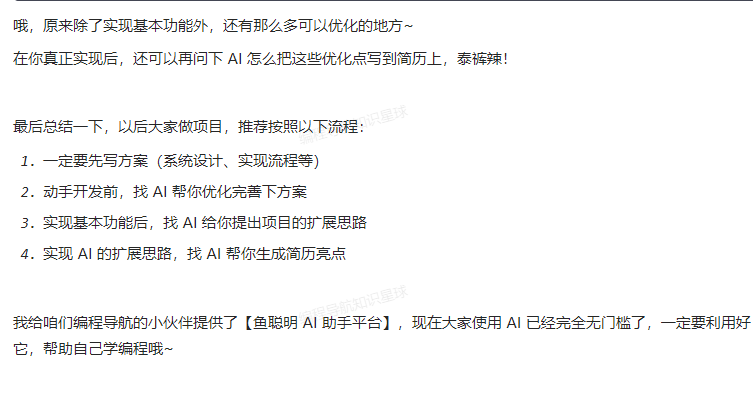 哦，原来除了实现基本功能外，还有那么多可以优化的地方~
在你真正实现后，还可以再问下 AI 怎么把这些优化点写到简历上，泰裤辣！
最后总结一下，以后大家做项目，推荐按照以下流程：
1. 一定要先写方案（系统设计、实现流程等）
2. 动手开发前，找 AI 帮你优化完善下方案
3. 实现基本功能后，找 AI 给你提出项目的扩展思路
4. 实现 AI 的扩展思路，找 AI 帮你生成简历亮点
我给咱们编程导航的小伙伴提供了【鱼聪明 AI 助手平台】，现在大家使用 AI 已经完全无门槛了，一定要利用好
它，帮助自己学编程哦~